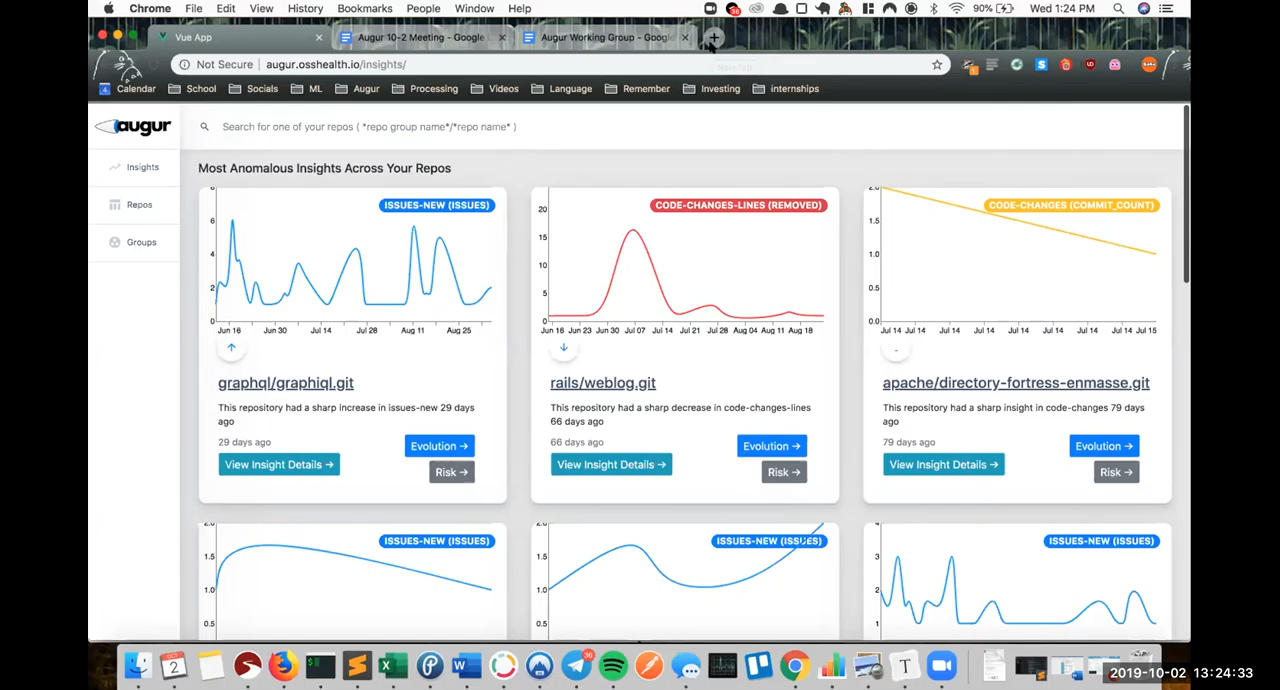 Chrome File Edit View History Bookmarks People Window Help 90% Wed 1:24 PM
Vue App Augur 10-2 Meeting - Google Augur Working Group - Googl
Not Secure augur.osshealth.io/insights/
Calendar School Socials ML Augur Processing Videos Language Remember Investing internships
augur
Search for one of your repos ( *repo group name*/*repo name* )
Insights
Repos
Groups
Most Anomalous Insights Across Your Repos
ISSUES-NEW (ISSUES)
8
6
4
2
0
Jun 16 Jun 30 Jul 14 Jul 28 Aug 11 Aug 25
graphql/graphiql.git
This repository had a sharp increase in issues-new 29 days
ago
29 days ago
Evolution →
View Insight Details →
Risk →
CODE-CHANGES-LINES (REMOVED)
20
15
10
5
0
Jun 16 Jun 23 Jun 30 Jul 07 Jul 14 Jul 21 Jul 28 Aug 04 Aug 11 Aug 18
rails/weblog.git
This repository had a sharp decrease in code-changes-lines
66 days ago
66 days ago
Evolution →
View Insight Details →
Risk →
CODE-CHANGES (COMMIT_COUNT)
2.0
1.5
1.0
0.5
0.0
Jul 14 Jul 14 Jul 14 Jul 14 Jul 14 Jul 14 Jul 14 Jul 15
-
apache/directory-fortress-enmasse.git
This repository had a sharp insight in code-changes 79 days
ago
79 days ago
Evolution →
View Insight Details →
Risk →
ISSUES-NEW (ISSUES)
2.0
1.5
1.0
0.5
ISSUES-NEW (ISSUES)
2.0
1.5
1.0
0.5
ISSUES-NEW (ISSUES)
4
3
2
1
2019-10-02 13:24:33